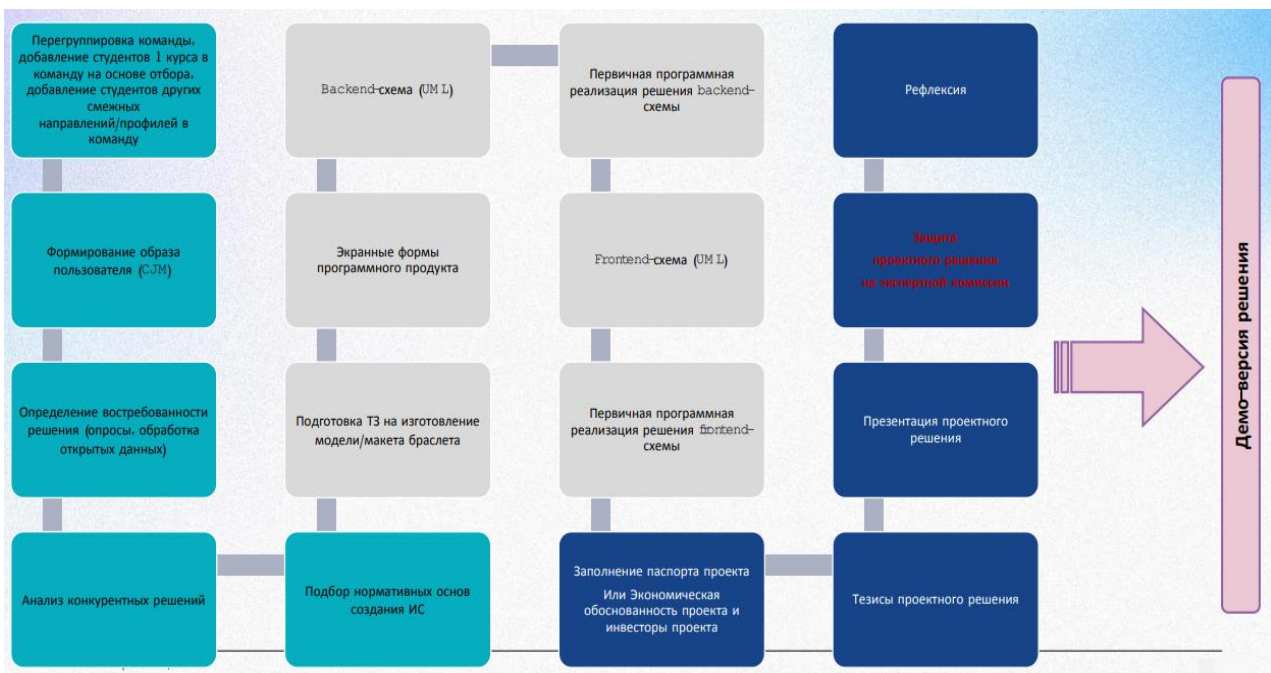 Перегруппировка команды,
добавление студентов 1 курса в
команду на основе отбора,
добавление студентов других
смежных
направлений/профилей в
команду
Формирование образа
пользователя (CJM)
Определение востребованности
решения (опросы, обработка
открытых данных)
Анализ конкурентных решений
Backend-схема (UML)
Экранные формы
программного продукта
Подготовка ТЗ на изготовление
модели/макета браслета
Подбор нормативных основ
создания ИС
Первичная программная
реализация решения backend-
схемы
Frontend-схема (UML)
Первичная программная
реализация решения frontend-
схемы
Заполнение паспорта проекта
Или Экономическая
обоснованность проекта и
инвесторы проекта
Рефлексия
Защита
проектного решения
на экспертной комиссии
Презентация проектного
решения
Тезисы проектного решения
Демо-версия решения